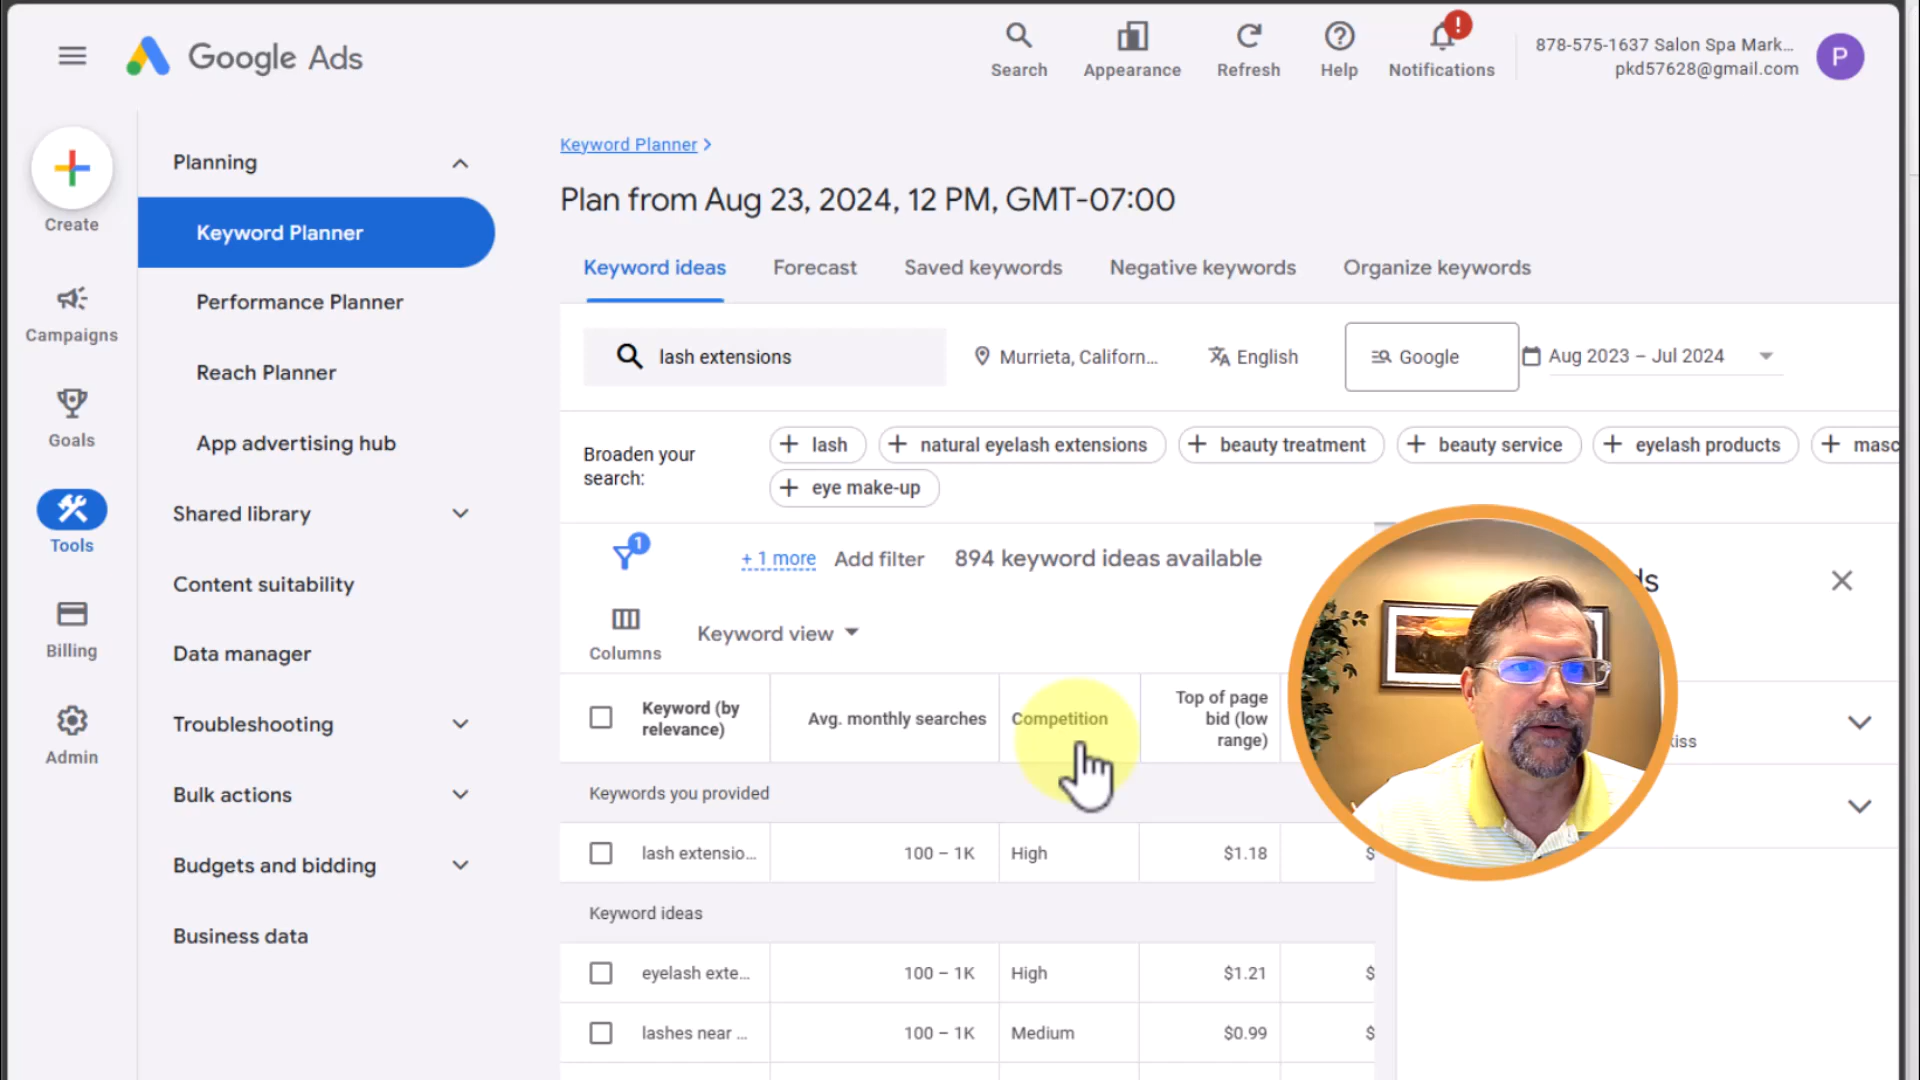 Google Ads
Search
Appearance
Refresh
Help
!
Notifications
878-575-1637 Salon Spa Mark...
pkd57628@gmail.com
P
Create
Campaigns
Goals
Tools
Billing
Admin
Planning
Keyword Planner
Performance Planner
Reach Planner
App advertising hub
Shared library
Content suitability
Data manager
Troubleshooting
Bulk actions
Budgets and bidding
Business data
Keyword Planner
Plan from Aug 23, 2024, 12 PM, GMT-07:00
Keyword ideas
Forecast
Saved keywords
Negative keywords
Organize keywords
lash extensions
Murrieta, Californ...
English
Google
Aug 2023 – Jul 2024
Broaden your
search:
lash
natural eyelash extensions
beauty treatment
beauty service
eyelash products
masc
eye make-up
1
+ 1 more
Add filter
894 keyword ideas available
Columns
Keyword view
Keyword (by
relevance)
Avg. monthly searches
Competition
Top of page
bid (low
range)
Keywords you provided
lash extensio...
100 – 1K
High
$1.18
$
Keyword ideas
eyelash exte...
100 – 1K
High
$1.21
$
lashes near ...
100 – 1K
Medium
$0.99
$